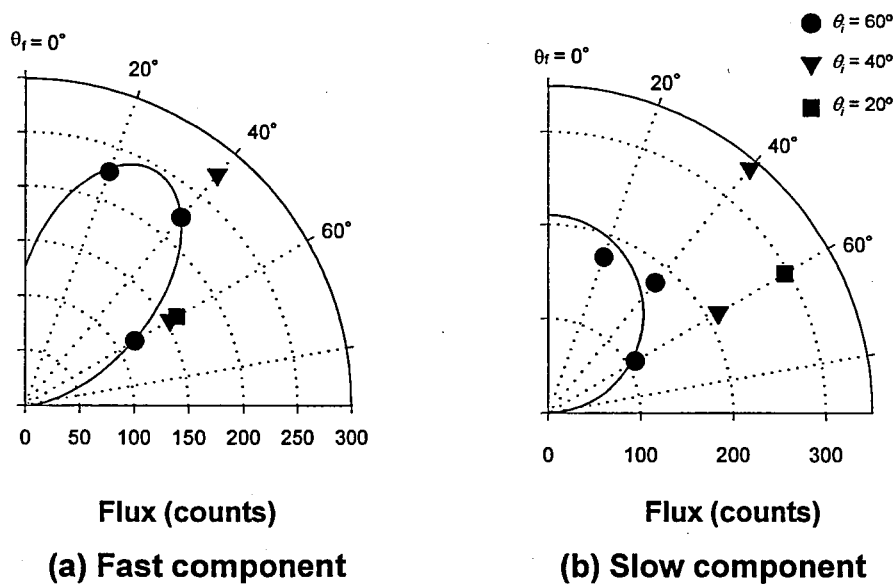 θf = 0°
20°
40°
60°
0 50 100 150 200 250 300
Flux (counts)
(a) Fast component
θf = 0°
20°
40°
60°
0 100 200 300
Flux (counts)
(b) Slow component
θi = 60°
θi = 40°
θi = 20°